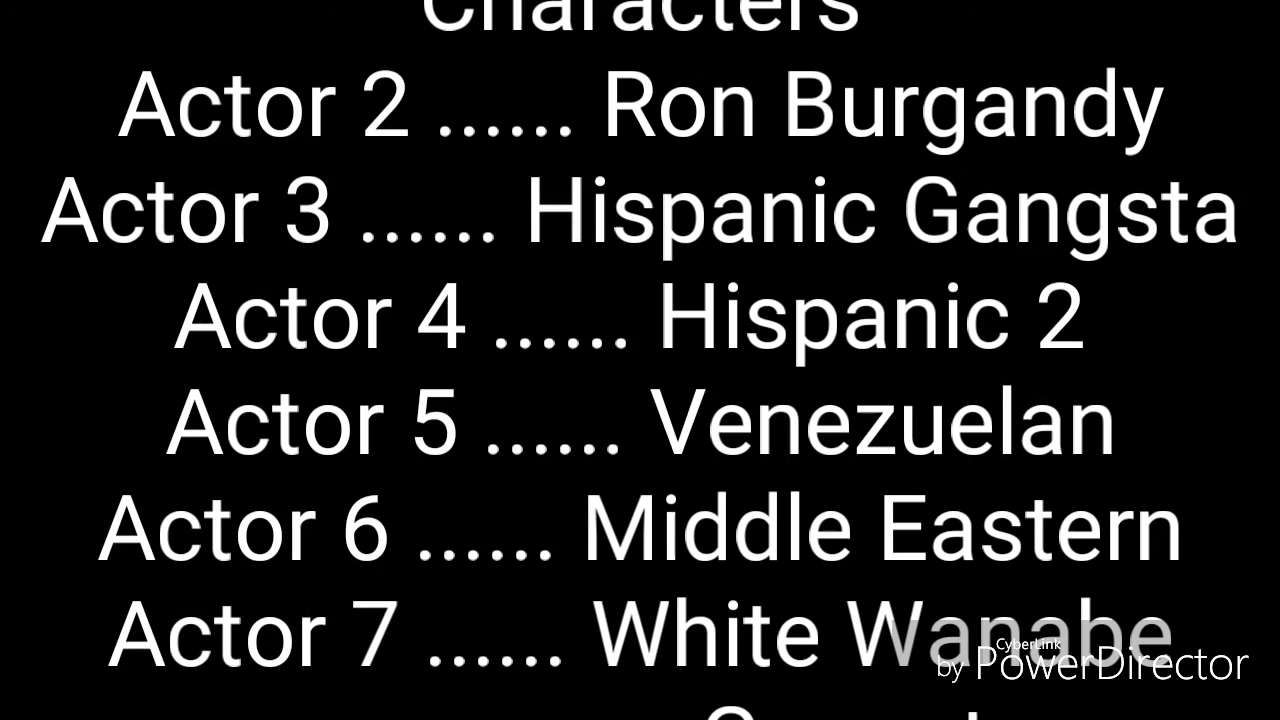 Characters
Actor 2 ...... Ron Burgandy
Actor 3 ...... Hispanic Gangsta
Actor 4 ...... Hispanic 2
Actor 5 ...... Venezuelan
Actor 6 ...... Middle Eastern
Actor 7 ...... White Wanabe
CyberLink
by PowerDirector